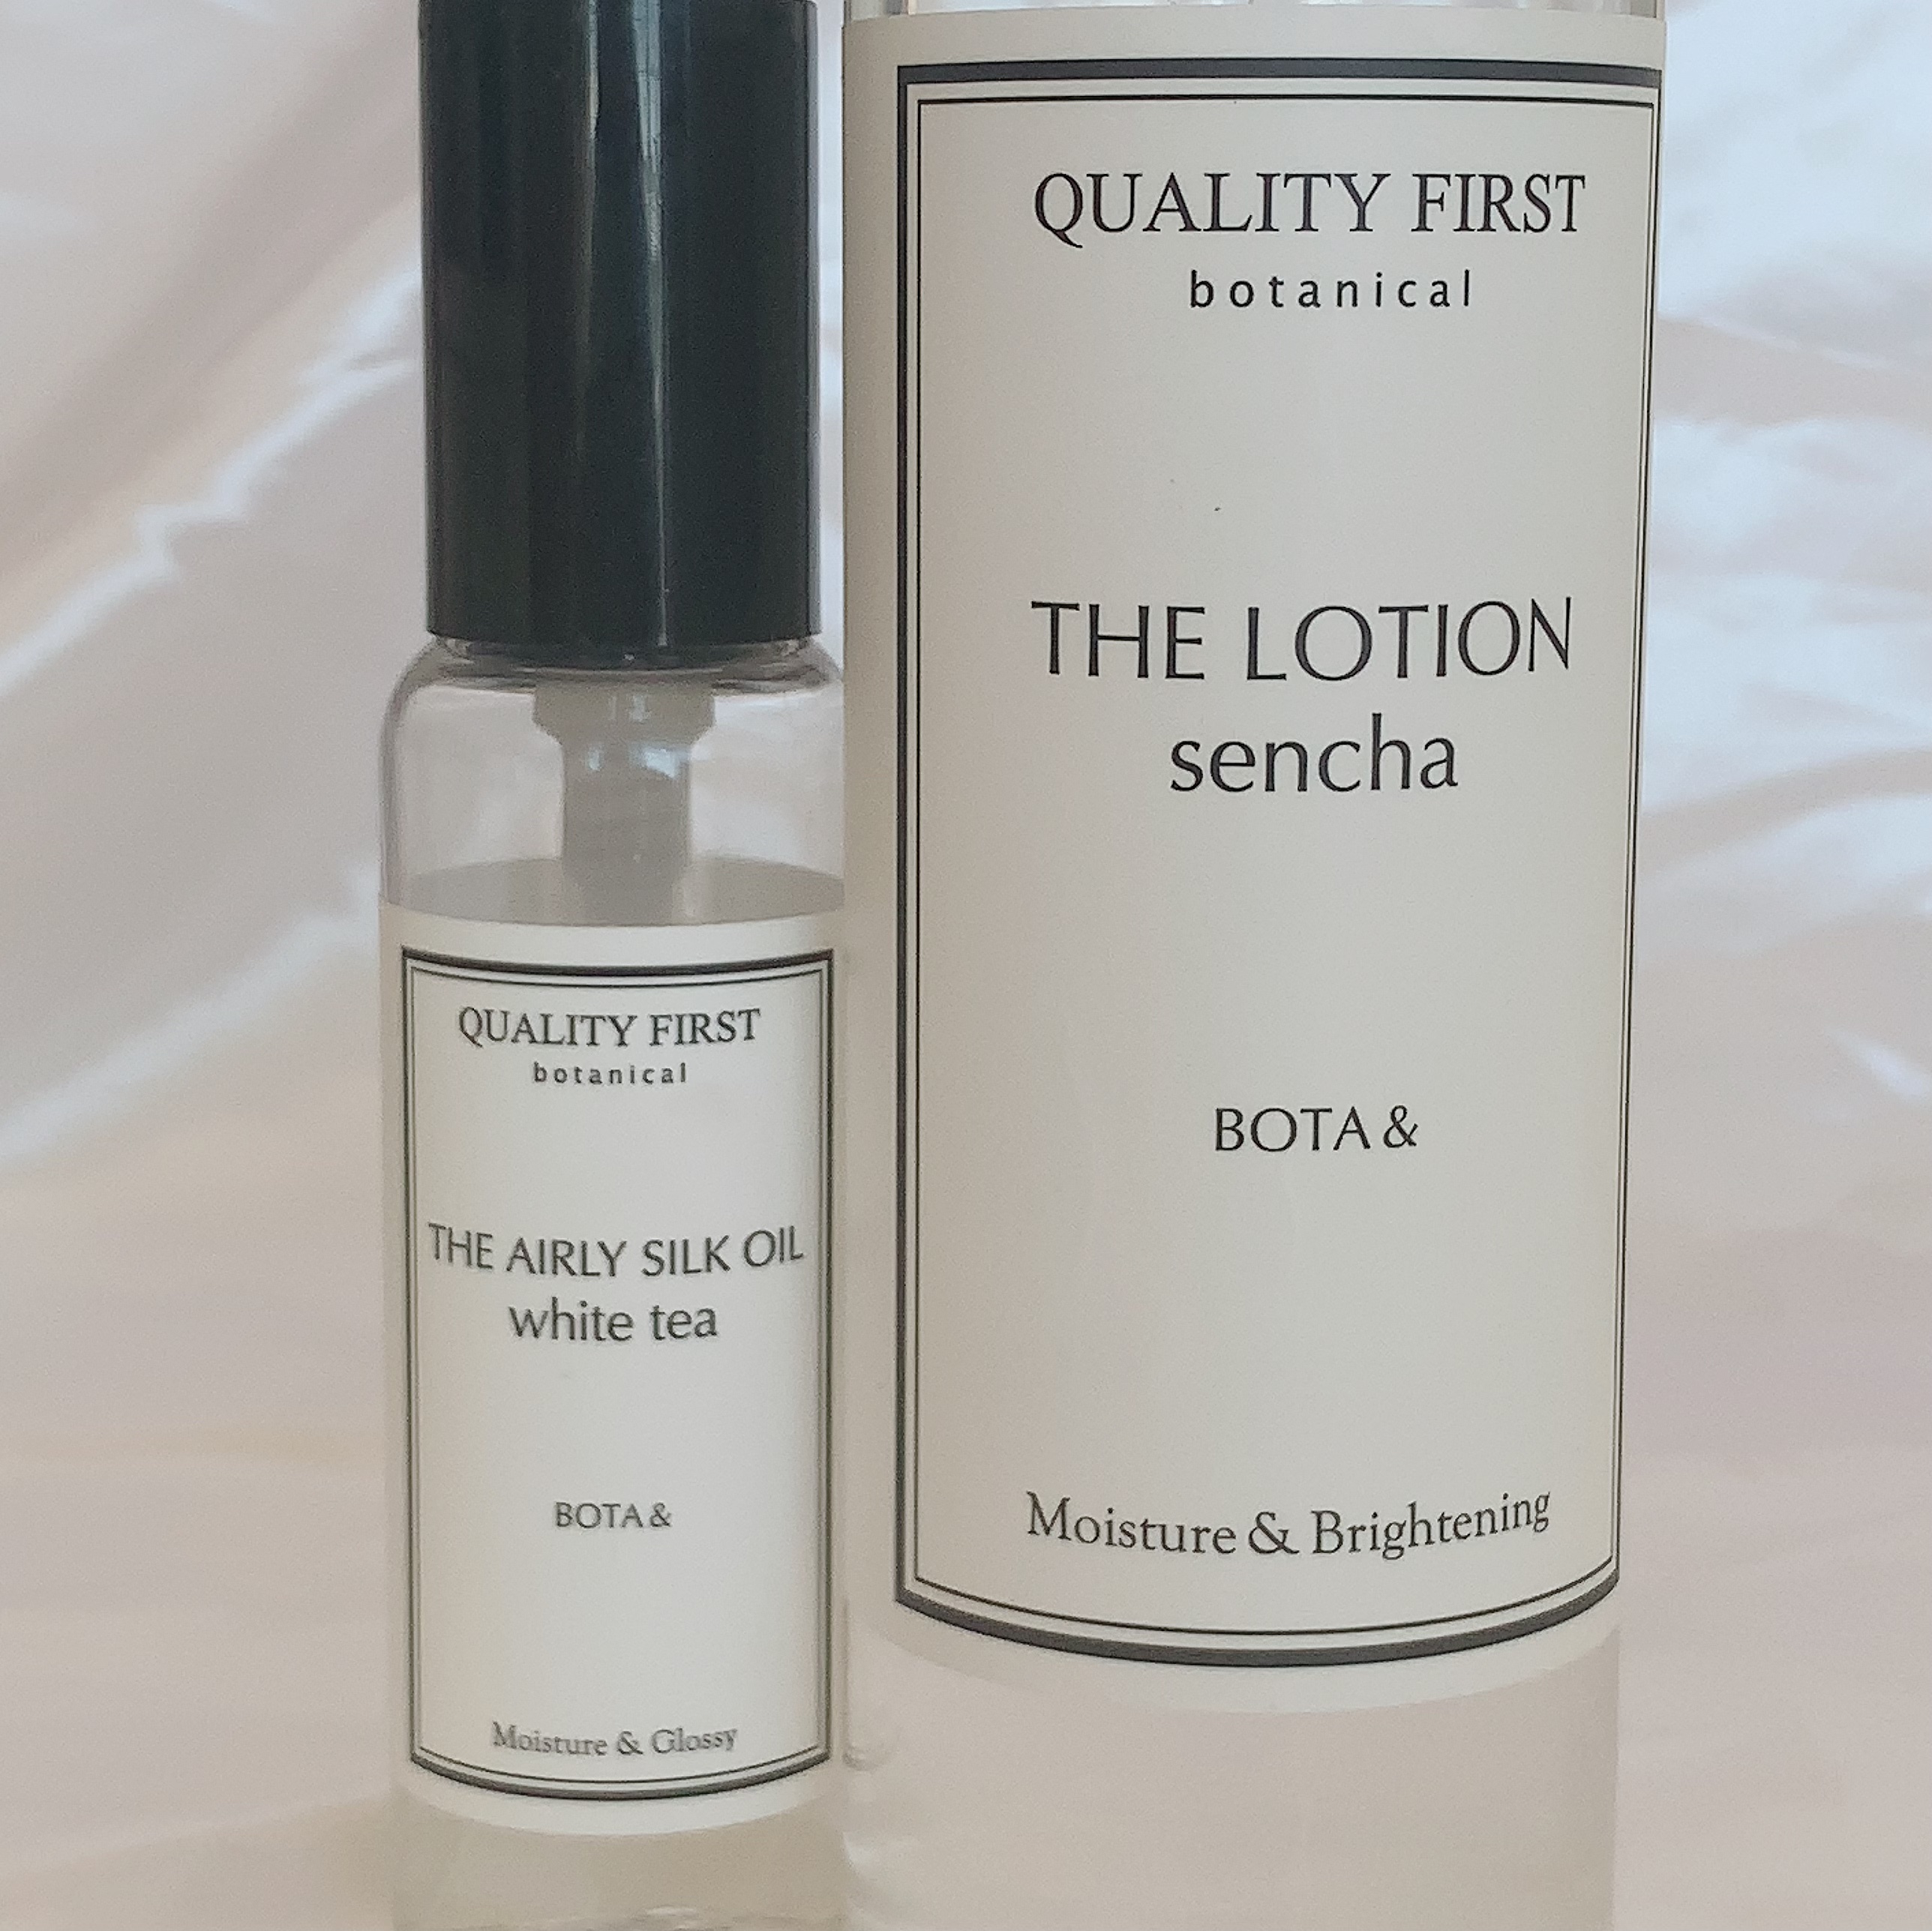 QUALITY FIRST
botanical
THE AIRLY SILK OIL
white tea
BOTA &
Moisture & Glossy
QUALITY FIRST
botanical
THE LOTION
sencha
BOTA &
Moisture & Brightening